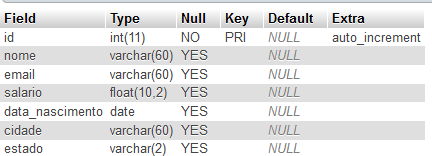 Field Type Null Key Default Extra
id int(11) NO PRI NULL auto_increment
nome varchar(60) YES NULL
email varchar(60) YES NULL
salario float(10,2) YES NULL
data_nascimento date YES NULL
cidade varchar(60) YES NULL
estado varchar(2) YES NULL